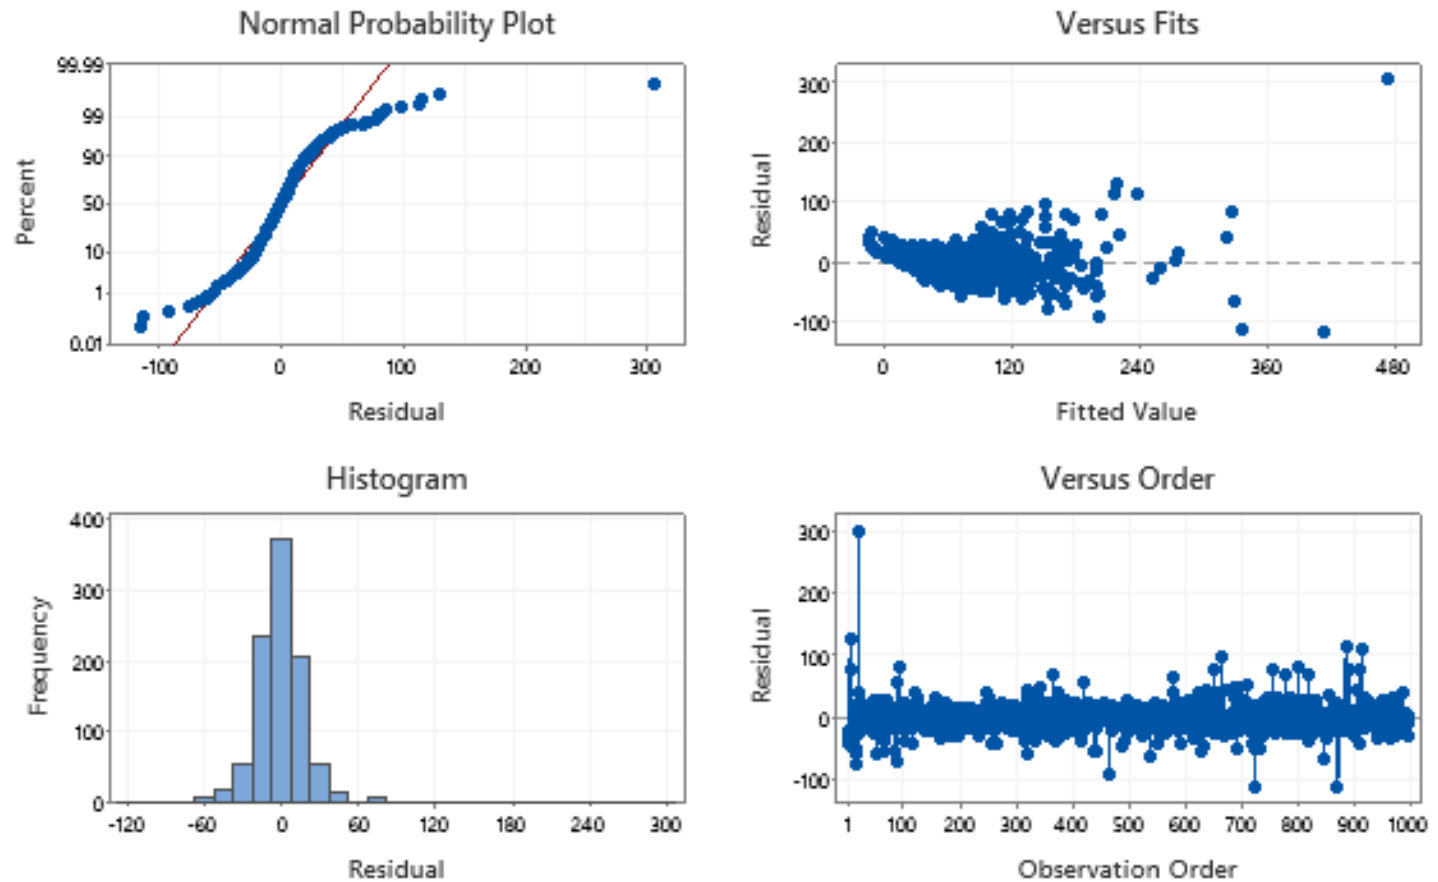 Normal Probability Plot
99.99
99
90
50
10
1
0.01
Percent
-100 0 100 200 300
Residual
Versus Fits
300
200
100
0
-100
Residual
0 120 240 360 480
Fitted Value
Histogram
400
300
200
100
0
Frequency
-120 -60 0 60 120 180 240 300
Residual
Versus Order
300
200
100
0
-100
Residual
1 100 200 300 400 500 600 700 800 900 1000
Observation Order